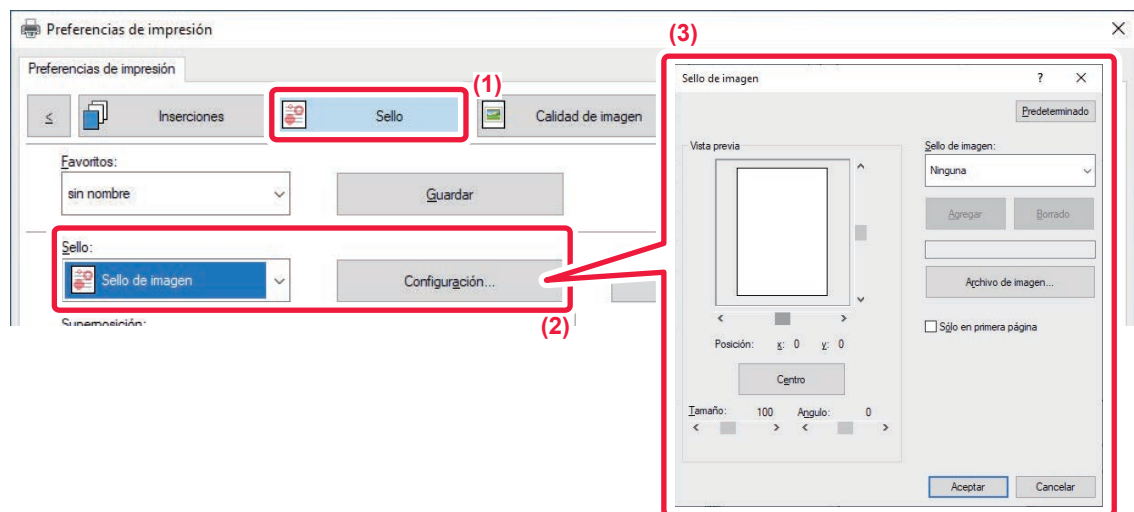 Preferencias de impresión
Preferencias de impresión
(1)
≤ Inserciones Sello Calidad de imagen
Favoritos:
sin nombre Guardar
Sello:
Sello de imagen Configuración...
Superposición:
(2)
(3)
Sello de imagen ? ×
Predeterminado
Vista previa
Sello de imagen:
Ninguna
Agregar Borrado
Archivo de imagen...
Sólo en primera página
Posición: x: 0 y: 0
Centro
Tamaño: 100 Angulo: 0
Aceptar Cancelar